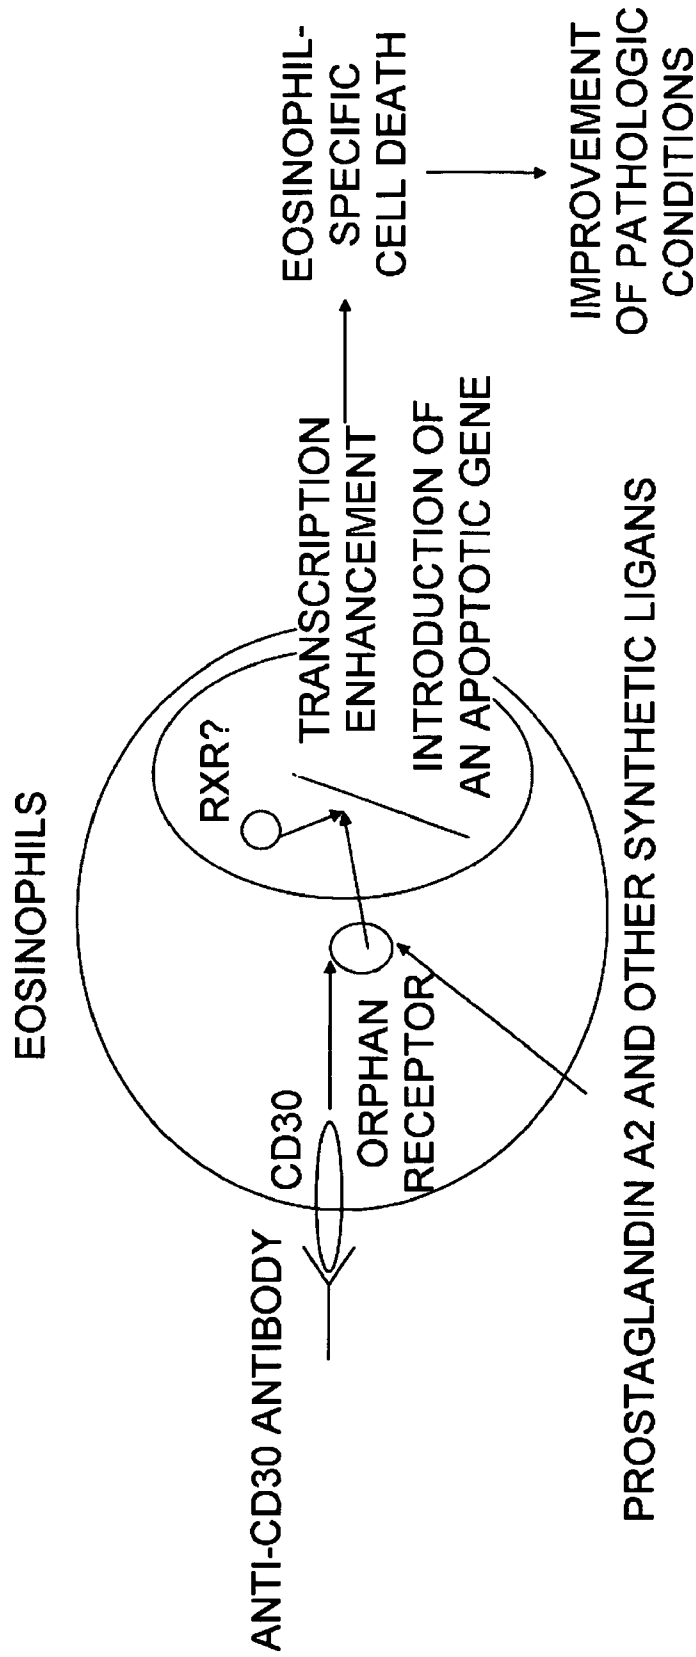 EOSINOPHILS
ANTI-CD30 ANTIBODY
CD30
ORPHAN
RECEPTOR
RXR?
TRANSCRIPTION
ENHANCEMENT
INTRODUCTION OF
AN APOPTOTIC GENE
EOSINOPHIL-
SPECIFIC
CELL DEATH
IMPROVEMENT
OF PATHOLOGIC
CONDITIONS
PROSTAGLANDIN A2 AND OTHER SYNTHETIC LIGANS